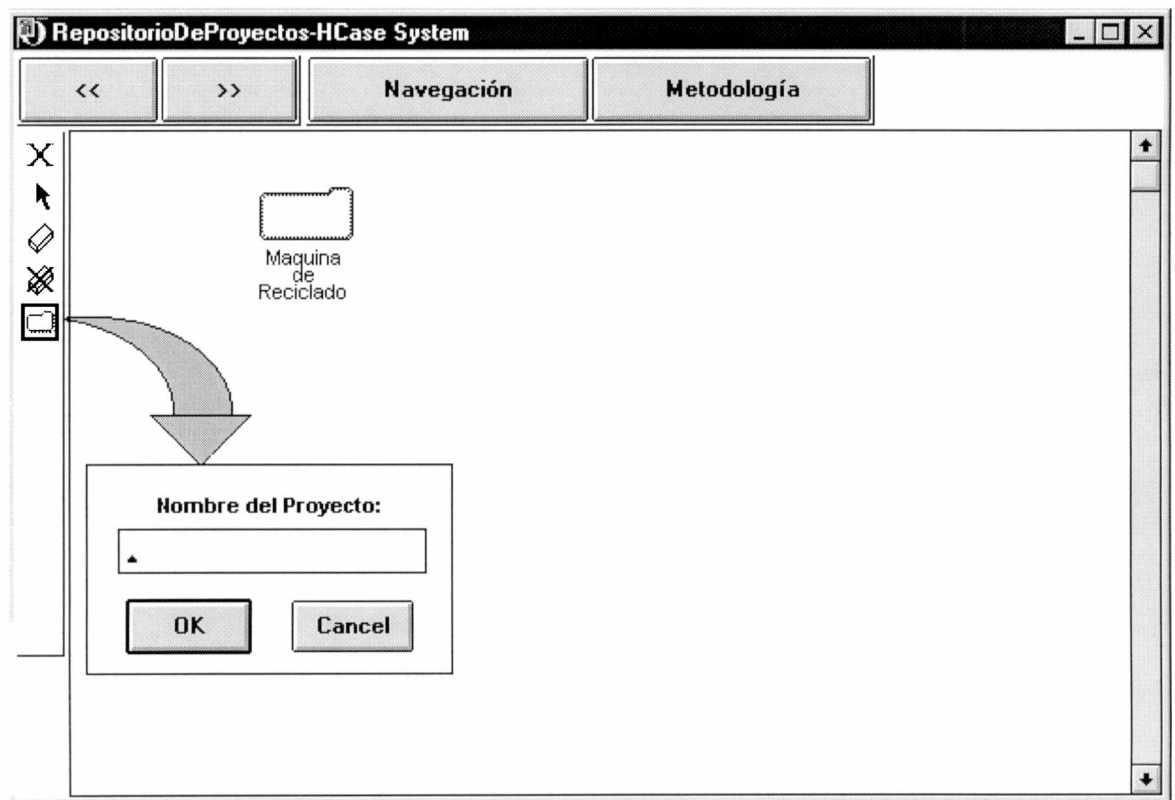 RepositorioDeProyectos-HCase System
<< >> Navegación Metodología
Maquina
de
Reciclado
Nombre del Proyecto:
OK Cancel